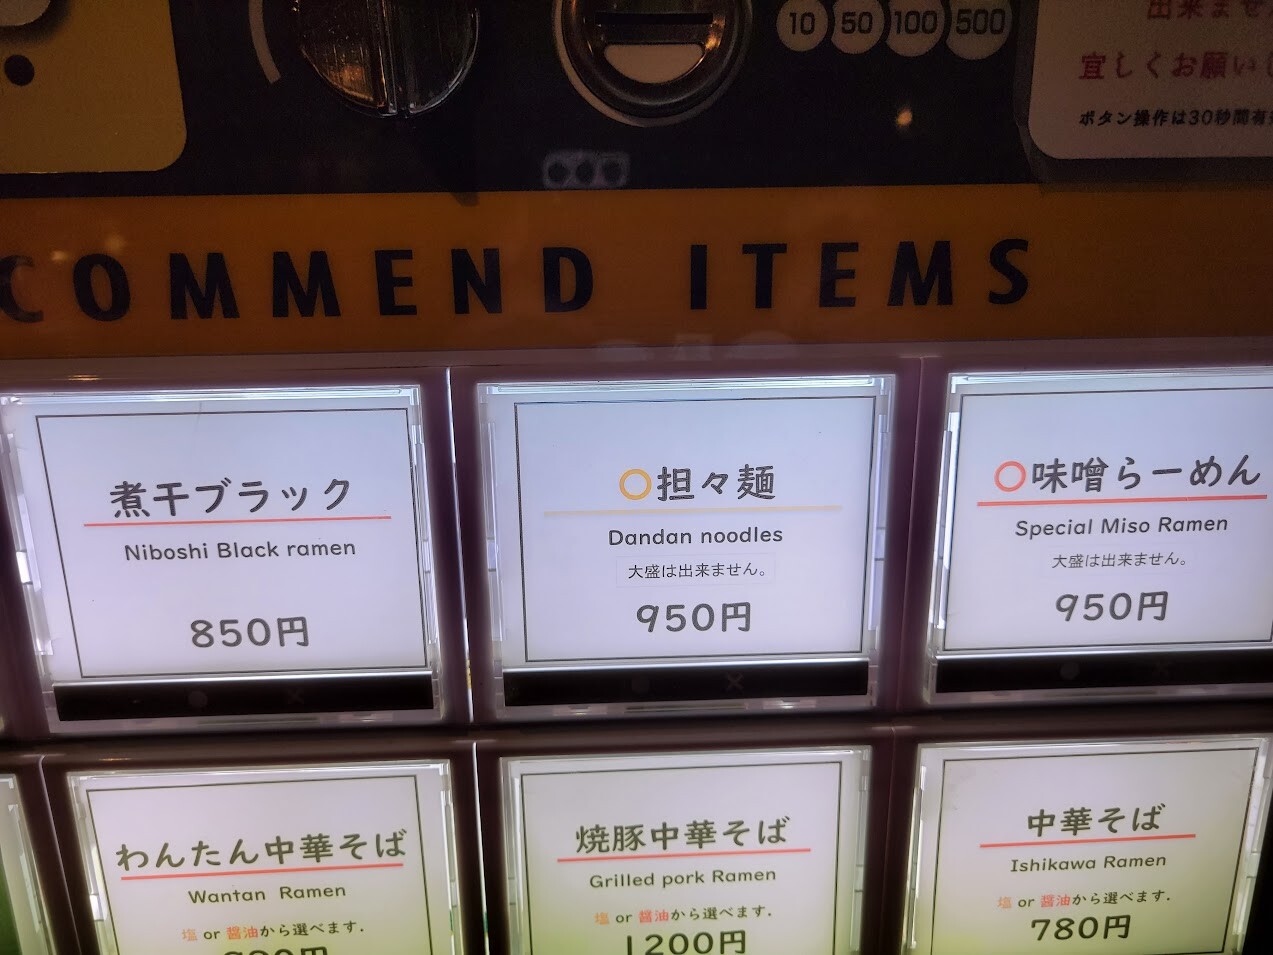 10 50 100 500
宜しくお願い
ボタン操作は30秒間有
COMMEND ITEMS
煮干ブラック
Niboshi Black ramen
850円
○担々麺
Dandan noodles
大盛は出来ません。
950円
○味噌らーめん
Special Miso Ramen
大盛は出来ません。
950円
わんたん中華そば
Wantan Ramen
塩 or 醤油から選べます.
焼豚中華そば
Grilled pork Ramen
塩 or 醤油から選べます.
1200円
中華そば
Ishikawa Ramen
塩 or 醤油から選べます.
780円